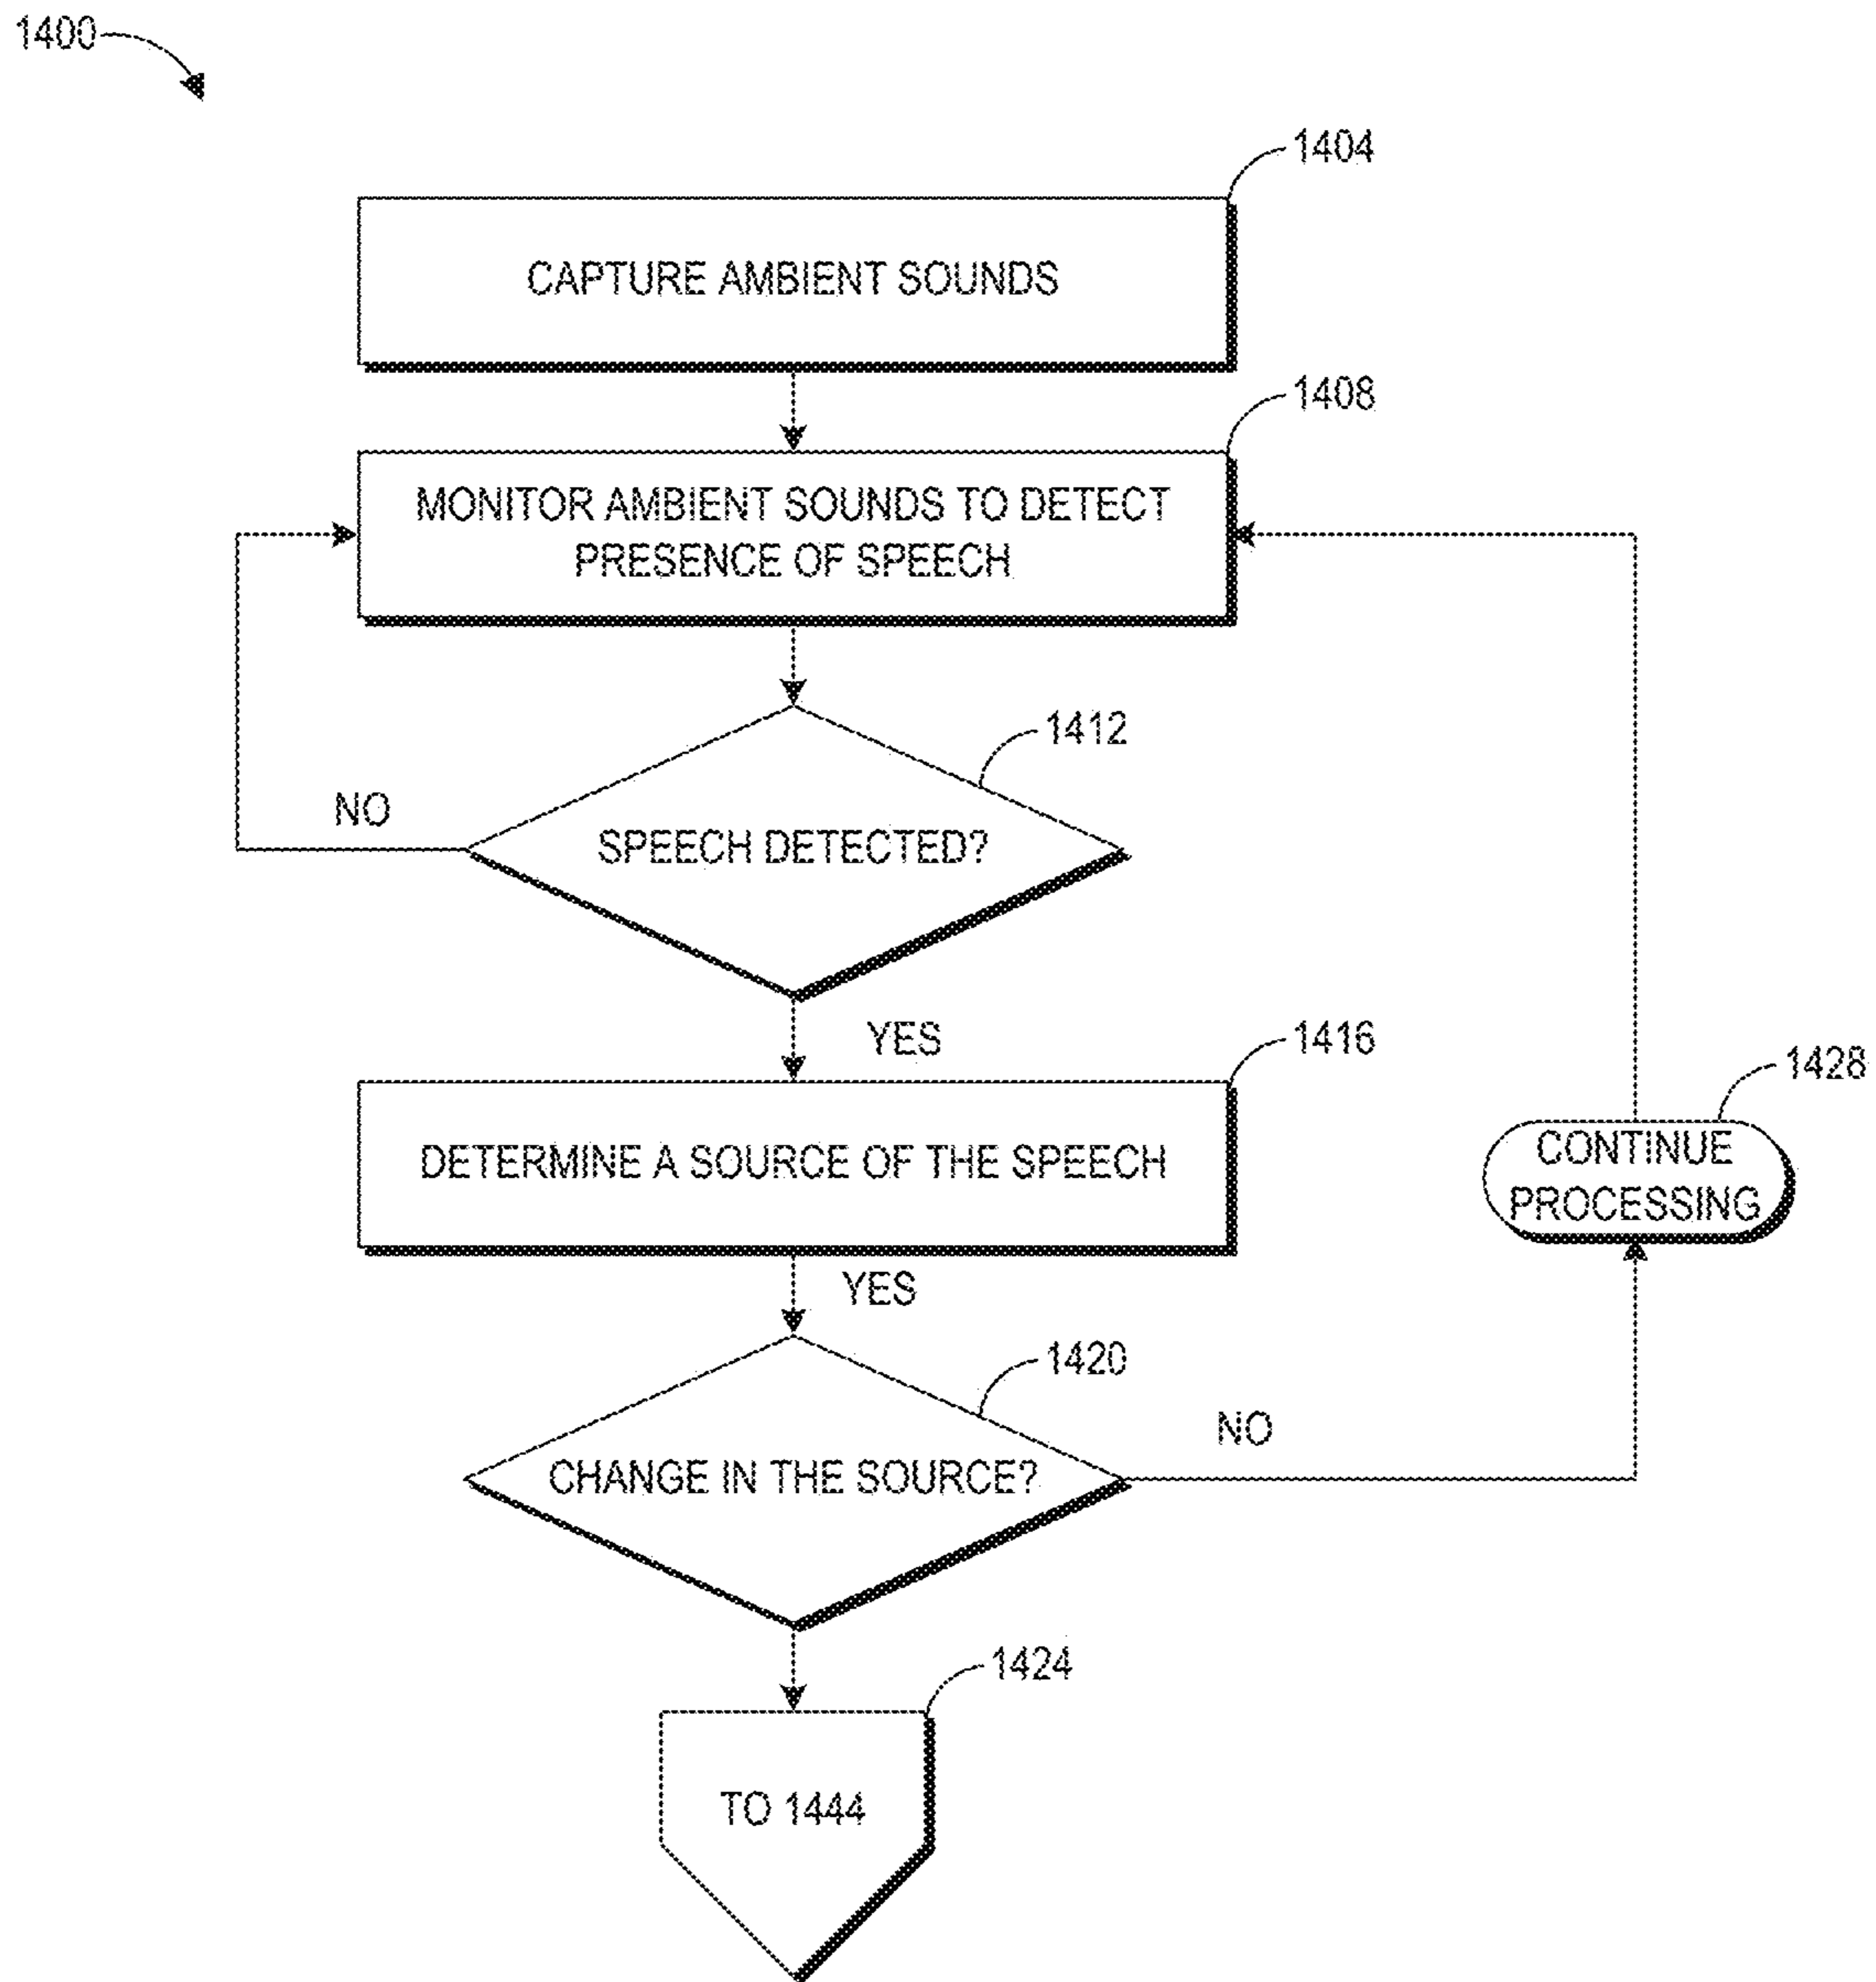 1400
1404
CAPTURE AMBIENT SOUNDS
1408
MONITOR AMBIENT SOUNDS TO DETECT
PRESENCE OF SPEECH
1412
NO
SPEECH DETECTED?
YES
1416
DETERMINE A SOURCE OF THE SPEECH
1428
CONTINUE
PROCESSING
YES
1420
NO
CHANGE IN THE SOURCE?
1424
TO 1444